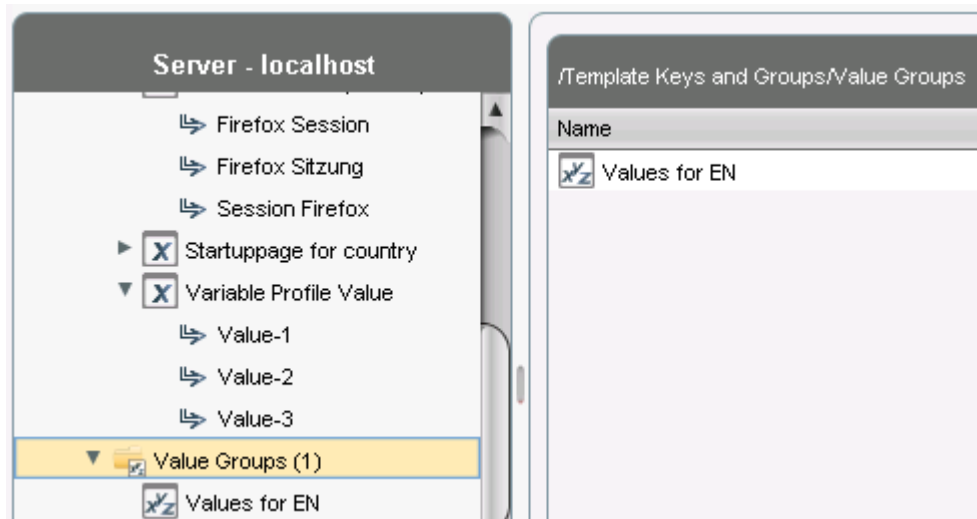 Server - localhost
Firefox Session
Firefox Sitzung
Session Firefox
Startuppage for country
Variable Profile Value
Value-1
Value-2
Value-3
Value Groups (1)
Values for EN
/Template Keys and Groups/Value Groups
Name
Values for EN